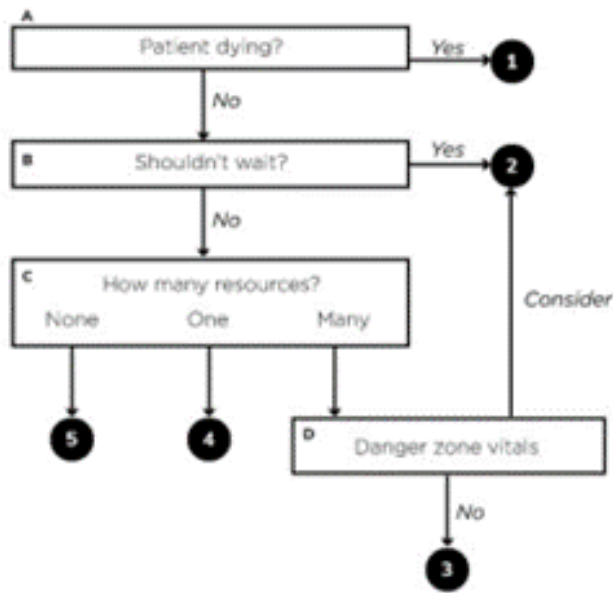 A
Patient dying?
Yes
1
No
B
Shouldn't wait?
Yes
2
No
C
How many resources?
None One Many
Consider
5
4
D
Danger zone vitals
No
3